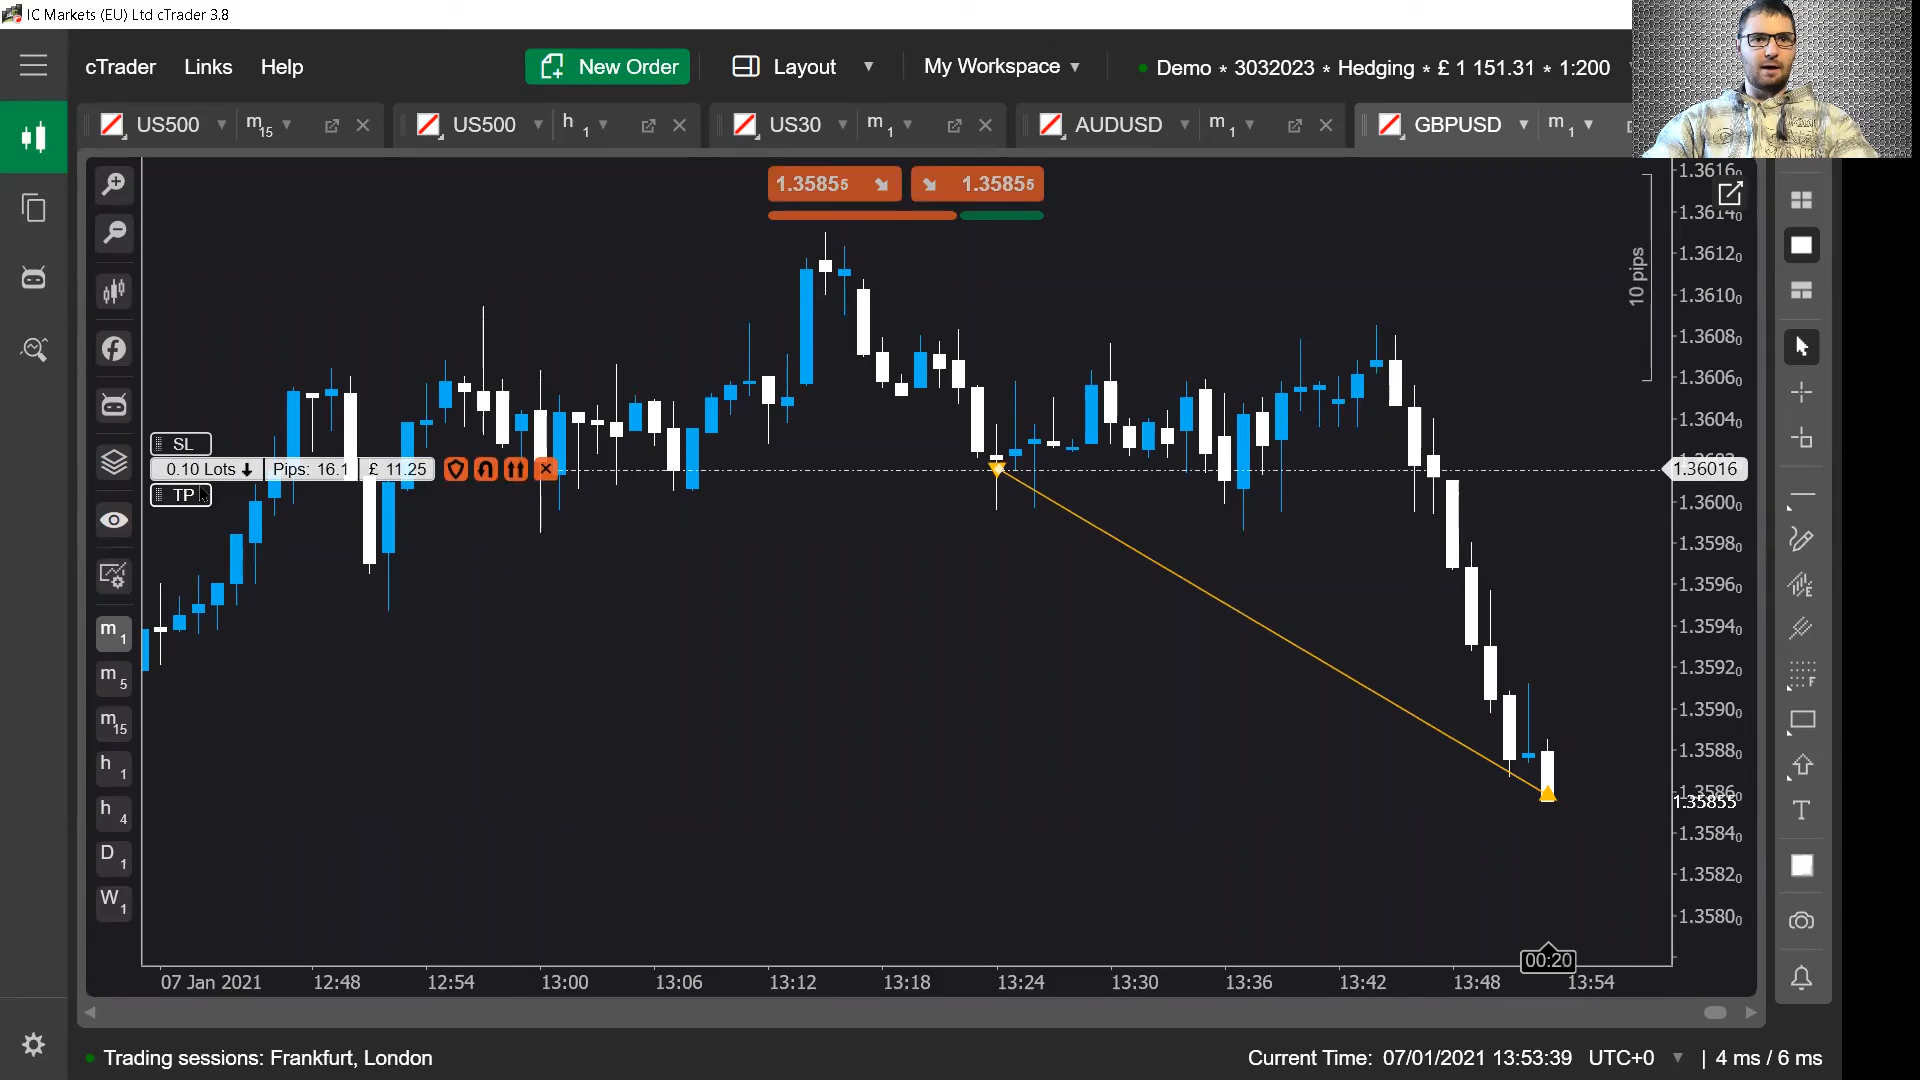 IC Markets (EU) Ltd cTrader 3.8
cTrader Links Help New Order Layout My Workspace Demo * 3032023 * Hedging * £ 1 151.31 * 1:200
US500 m15 US500 h1 US30 m1 AUDUSD m1 GBPUSD m1
1.35855 1.35855
10 pips
1.36140
1.36120
1.36100
1.36080
1.36060
1.36040
SL
0.10 Lots Pips: 16.1 £ 11.25
1.36016
TP
1.36000
1.35980
1.35960
1.35940
1.35920
1.35900
1.35880
1.35860
1.35855
1.35840
1.35820
1.35800
m1
m5
m15
h1
h4
D1
W1
00:20
07 Jan 2021 12:48 12:54 13:00 13:06 13:12 13:18 13:24 13:30 13:36 13:42 13:48 13:54
Trading sessions: Frankfurt, London
Current Time: 07/01/2021 13:53:39 UTC+0 | 4 ms / 6 ms